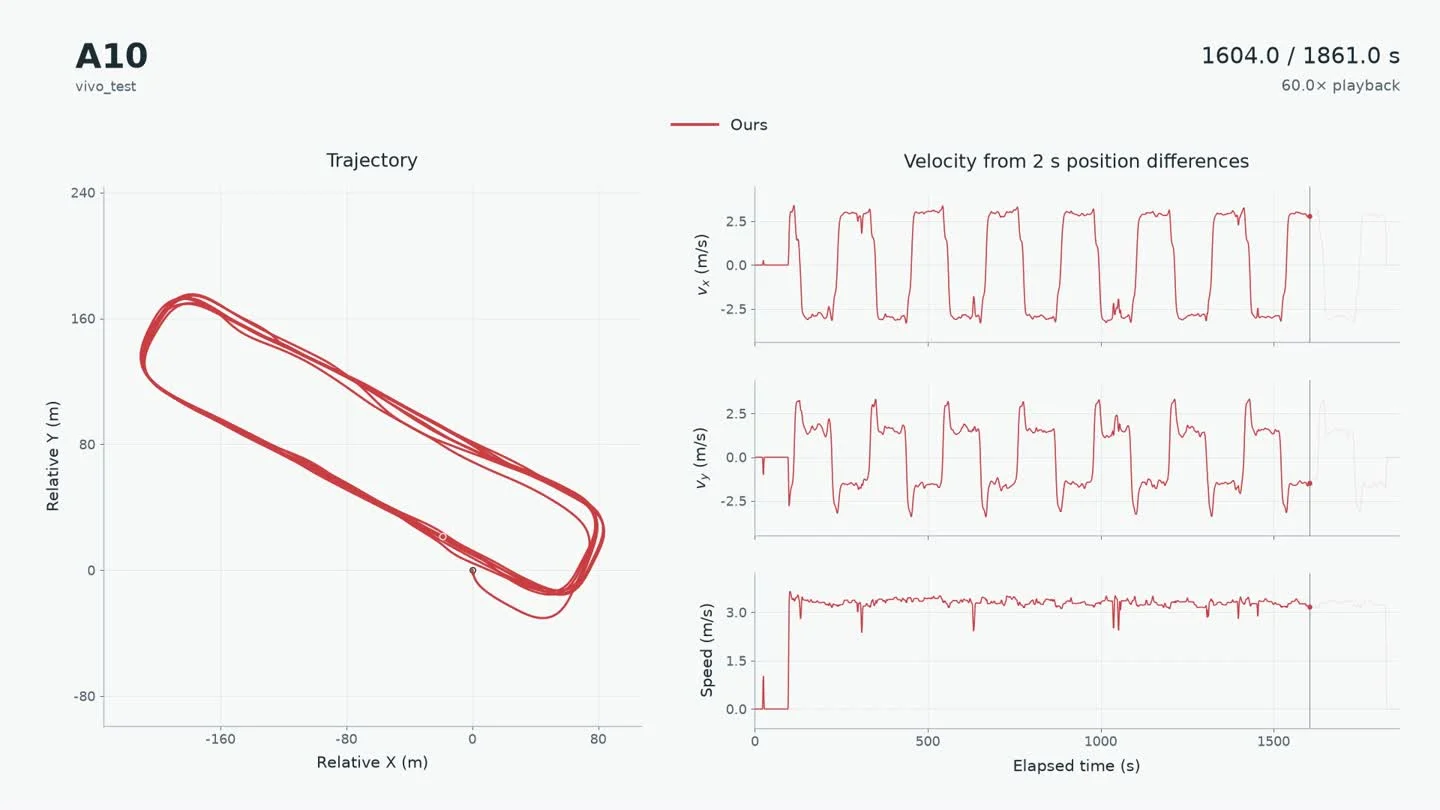 A10
vivo_test
1604.0 / 1861.0 s
60.0× playback
Ours
Trajectory
240
160
80
0
-80
-160
-80
0
80
Relative X (m)
Relative Y (m)
Velocity from 2 s position differences
2.5
0.0
-2.5
vx (m/s)
2.5
0.0
-2.5
vy (m/s)
3.0
1.5
0.0
Speed (m/s)
0
500
1000
1500
Elapsed time (s)